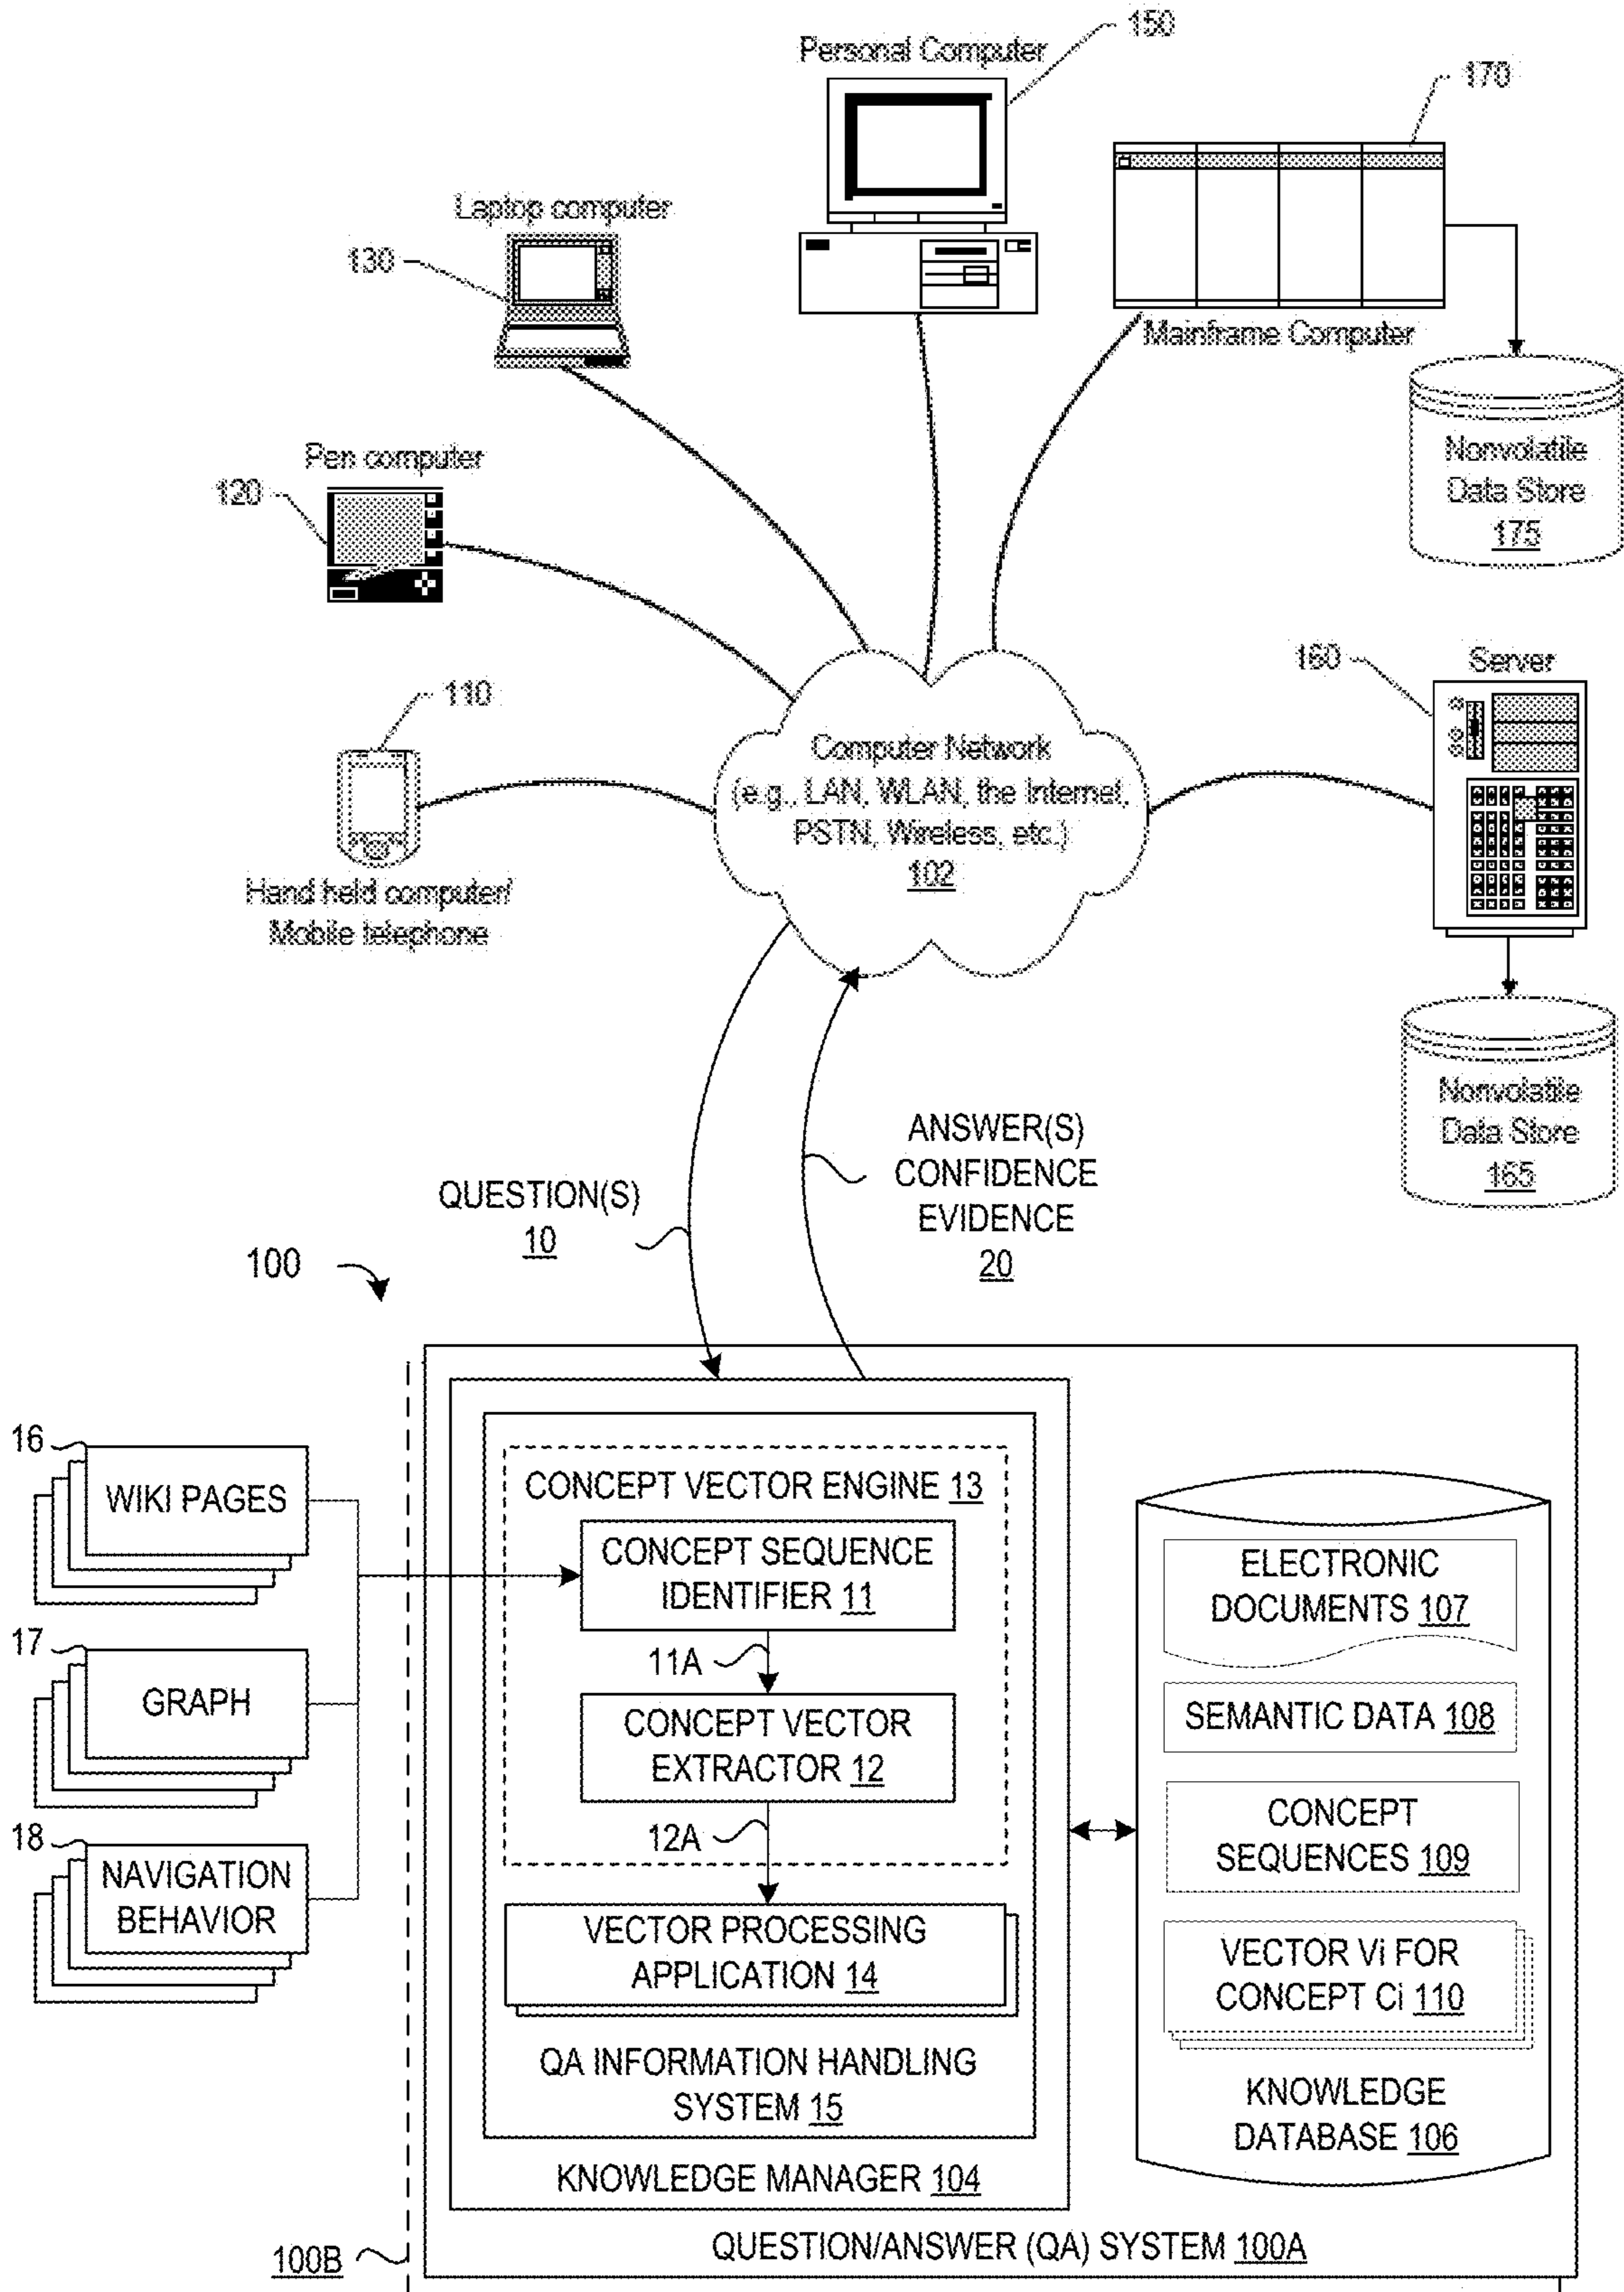 150
Personal Computer
170
Laptop computer
130
Mainframe Computer
Nonvolatile
Data Store
175
Pen computer
120
160
Server
110
Computer Network
(e.g., LAN, WLAN, the Internet,
PSTN, Wireless, etc.)
102
Hand held computer/
Mobile telephone
Nonvolatile
Data Store
165
ANSWER(S)
CONFIDENCE
EVIDENCE
20
QUESTION(S)
10
100
16
WIKI PAGES
17
GRAPH
18
NAVIGATION
BEHAVIOR
CONCEPT VECTOR ENGINE 13
CONCEPT SEQUENCE
IDENTIFIER 11
11A
CONCEPT VECTOR
EXTRACTOR 12
12A
VECTOR PROCESSING
APPLICATION 14
QA INFORMATION HANDLING
SYSTEM 15
KNOWLEDGE MANAGER 104
ELECTRONIC
DOCUMENTS 107
SEMANTIC DATA 108
CONCEPT
SEQUENCES 109
VECTOR Vi FOR
CONCEPT Ci 110
KNOWLEDGE
DATABASE 106
QUESTION/ANSWER (QA) SYSTEM 100A
100B